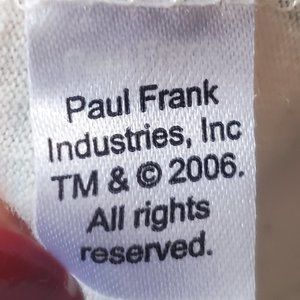 Paul Frank
Industries, Inc
TM & © 2006.
All rights
reserved.